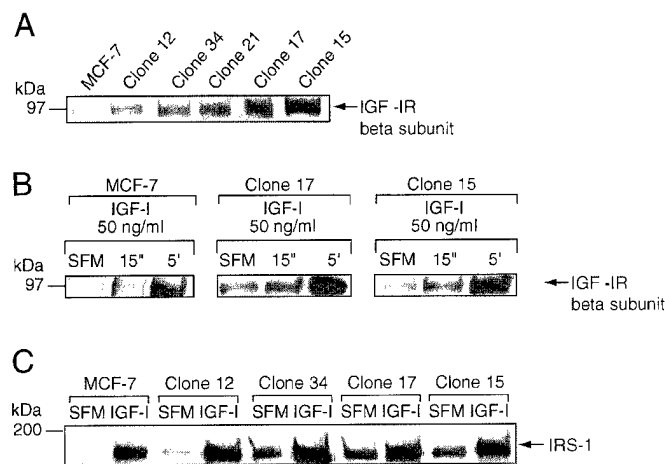 A
MCF-7 Clone 12 Clone 34 Clone 21 Clone 17 Clone 15
kDa
97
IGF -IR
beta subunit
B
MCF-7 Clone 17 Clone 15
IGF-I IGF-I IGF-I
50 ng/ml 50 ng/ml 50 ng/ml
SFM 15" 5' SFM 15" 5' SFM 15" 5'
kDa
97
IGF -IR
beta subunit
C
MCF-7 Clone 12 Clone 34 Clone 17 Clone 15
kDa
SFM IGF-I SFM IGF-I SFM IGF-I SFM IGF-I SFM IGF-I
200
IRS-1